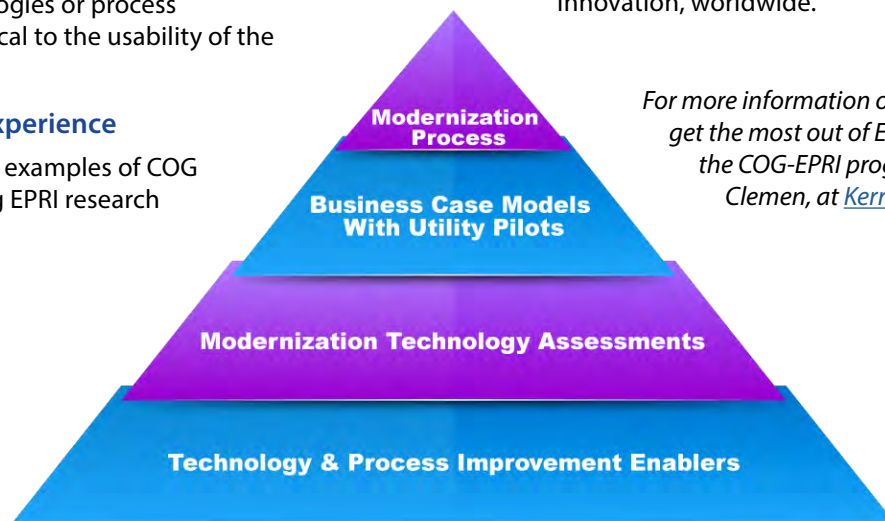 ologies or process
cal to the usability of the
xperience
examples of COG
g EPRI research
innovation, worldwide.
For more information o
get the most out of E
the COG-EPRI prog
Clemen, at Kerr
Modernization
Process
Business Case Models
With Utility Pilots
Modernization Technology Assessments
Technology & Process Improvement Enablers